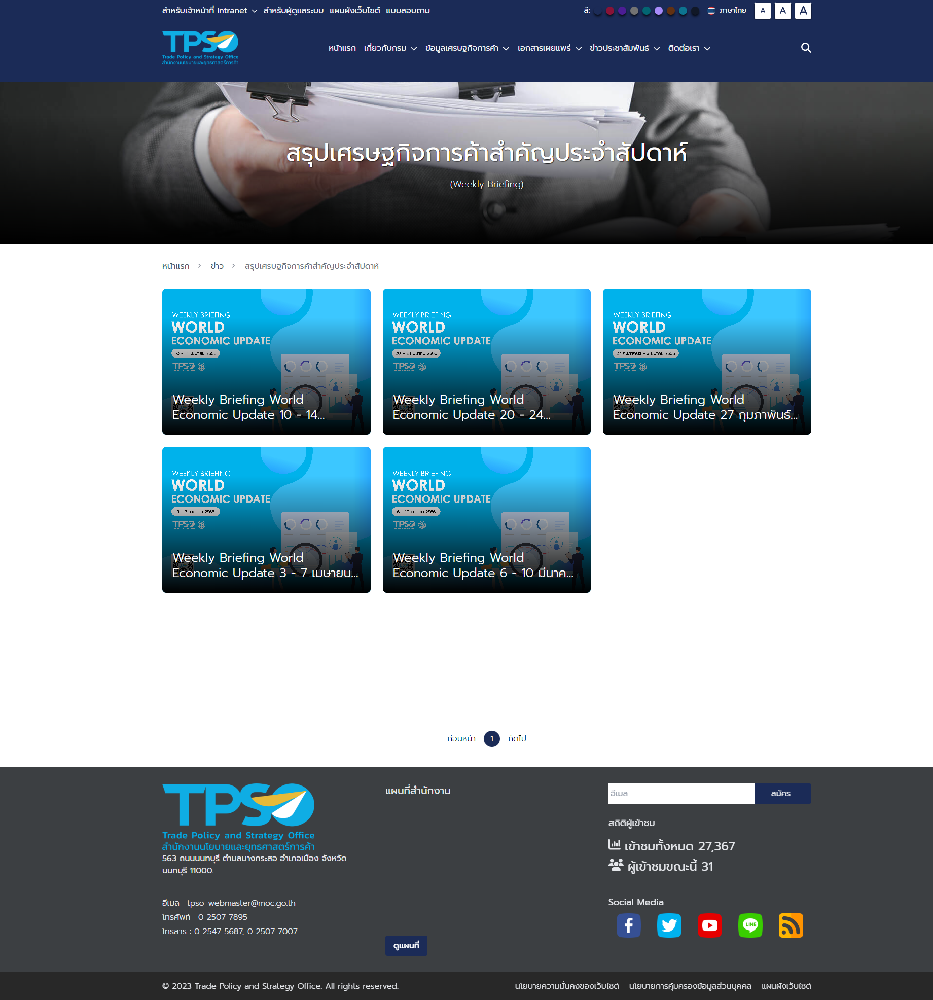 สำหรับเจ้าหน้าที่ Intranet สำหรับผู้ดูแลระบบ แผนผังเว็บไซต์ แบบสอบถาม
สี: ภาษาไทย A A A
TPSO
Trade Policy and Strategy Office
สำนักงานนโยบายและยุทธศาสตร์การค้า
หน้าแรก เกี่ยวกับกรม ข้อมูลเศรษฐกิจการค้า เอกสารเผยแพร่ ข่าวประชาสัมพันธ์ ติดต่อเรา
สรุปเศรษฐกิจการค้าสำคัญประจำสัปดาห์
(Weekly Briefing)
หน้าแรก > ข่าว > สรุปเศรษฐกิจการค้าสำคัญประจำสัปดาห์
WEEKLY BRIEFING
WORLD
ECONOMIC UPDATE
10 - 14 เมษายน 2566
TPSO
Weekly Briefing World
Economic Update 10 - 14...
WEEKLY BRIEFING
WORLD
ECONOMIC UPDATE
20 - 24 มีนาคม 2566
TPSO
Weekly Briefing World
Economic Update 20 - 24...
WEEKLY BRIEFING
WORLD
ECONOMIC UPDATE
27 กุมภาพันธ์ - 3 มีนาคม 2566
TPSO
Weekly Briefing World
Economic Update 27 กุมภาพันธ์...
WEEKLY BRIEFING
WORLD
ECONOMIC UPDATE
3 - 7 เมษายน 2566
TPSO
Weekly Briefing World
Economic Update 3 - 7 เมษายน...
WEEKLY BRIEFING
WORLD
ECONOMIC UPDATE
6 - 10 มีนาคม 2566
TPSO
Weekly Briefing World
Economic Update 6 - 10 มีนาค...
ก่อนหน้า 1 ถัดไป
TPSO
Trade Policy and Strategy Office
สำนักงานนโยบายและยุทธศาสตร์การค้า
563 ถนนนนทบุรี ตำบลบางกระสอ อำเภอเมือง จังหวัด
นนทบุรี 11000.
อีเมล : tpso_webmaster@moc.go.th
โทรศัพท์ : 0 2507 7895
โทรสาร : 0 2547 5687, 0 2507 7007
แผนที่สำนักงาน
ดูแผนที่
อีเมล สมัคร
สถิติผู้เข้าชม
เข้าชมทั้งหมด 27,367
ผู้เข้าชมขณะนี้ 31
Social Media
LINE
© 2023 Trade Policy and Strategy Office. All rights reserved.
นโยบายความมั่นคงของเว็บไซต์ นโยบายการคุ้มครองข้อมูลส่วนบุคคล แผนผังเว็บไซต์